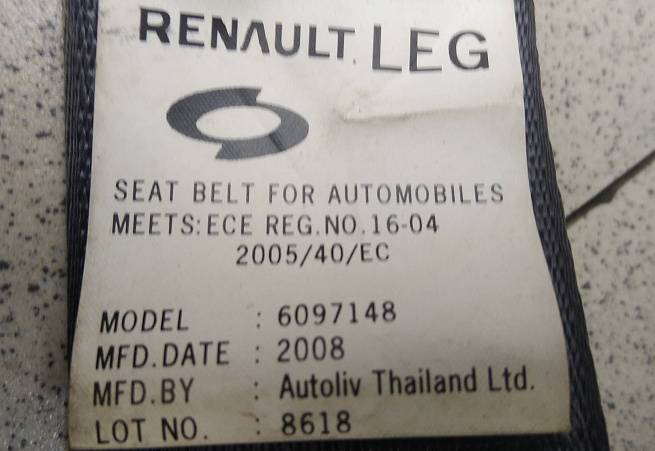 RENAULT LEG
SEAT BELT FOR AUTOMOBILES
MEETS:ECE REG.NO.16-04
2005/40/EC
MODEL : 6097148
MFD.DATE : 2008
MFD.BY : Autoliv Thailand Ltd.
LOT NO. : 8618